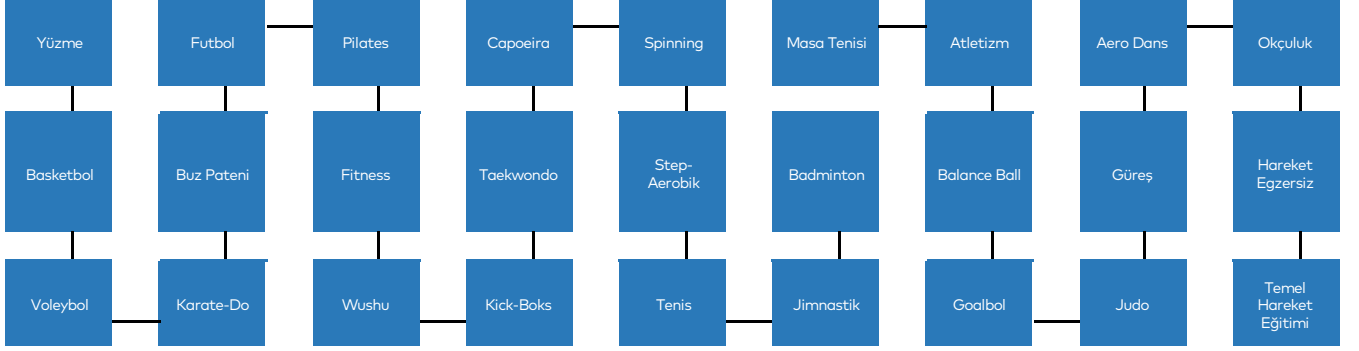 Yüzme
Futbol
Pilates
Capoeira
Spinning
Masa Tenisi
Atletizm
Aero Dans
Okçuluk
Basketbol
Buz Pateni
Fitness
Taekwondo
Step-
Aerobik
Badminton
Balance Ball
Güreş
Hareket
Egzersiz
Voleybol
Karate-Do
Wushu
Kick-Boks
Tenis
Jimnastik
Goalbol
Judo
Temel
Hareket
Eğitimi